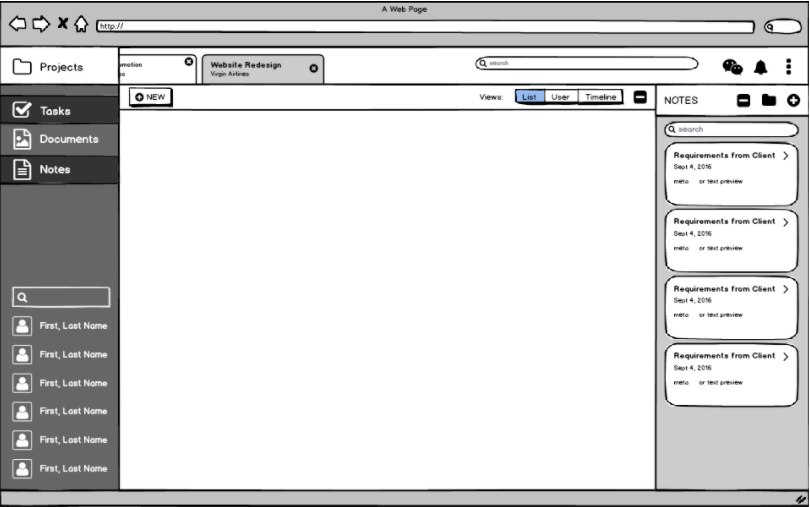 A Web Page
http://
Projects
Website Redesign
Virgin Airlines
search
Tasks
Documents
Notes
First, Last Name
First, Last Name
First, Last Name
First, Last Name
First, Last Name
First, Last Name
NEW
Views:
List
User
Timeline
NOTES
search
Requirements from Client
Sept 4, 2016
meta or text preview
Requirements from Client
Sept 4, 2016
meta or text preview
Requirements from Client
Sept 4, 2016
meta or text preview
Requirements from Client
Sept 4, 2016
meta or text preview